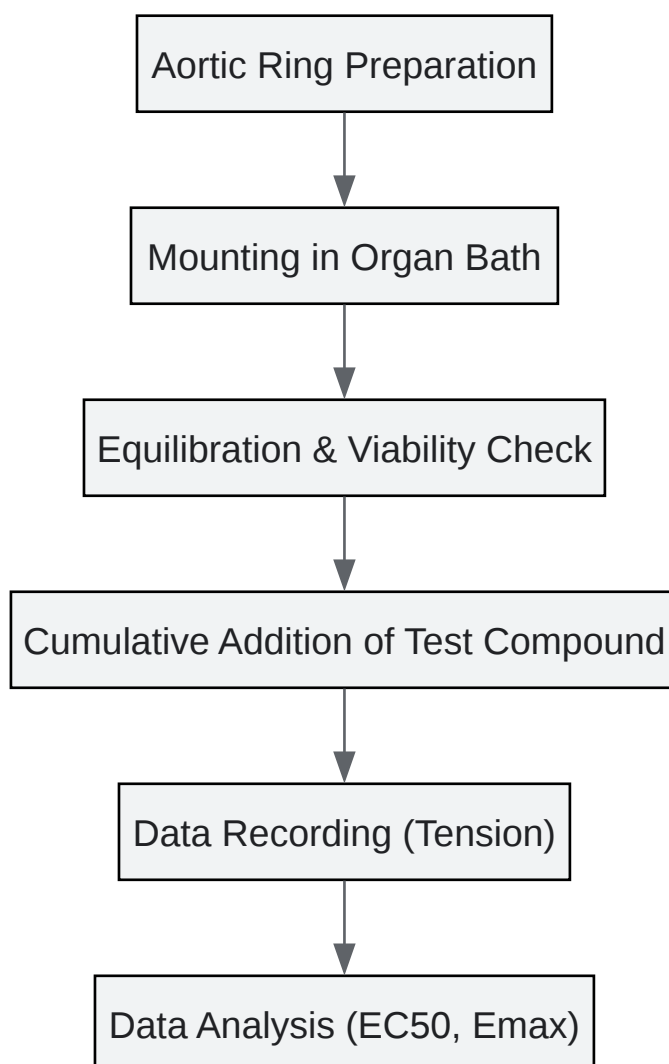 Aortic Ring Preparation
Mounting in Organ Bath
Equilibration & Viability Check
Cumulative Addition of Test Compound
Data Recording (Tension)
Data Analysis (EC50, Emax)